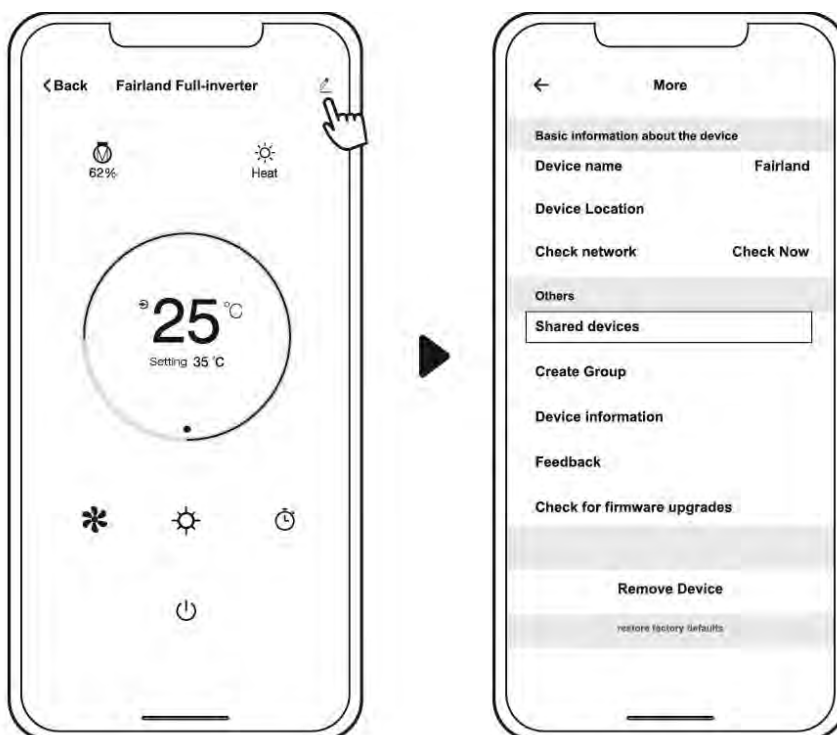 Back Fairland Full-inverter
62% Heat
25 °C
Setting 35 °C
More
Basic information about the device
Device name Fairland
Device Location
Check network Check Now
Others
Shared devices
Create Group
Device information
Feedback
Check for firmware upgrades
Remove Device
restore factory defaults